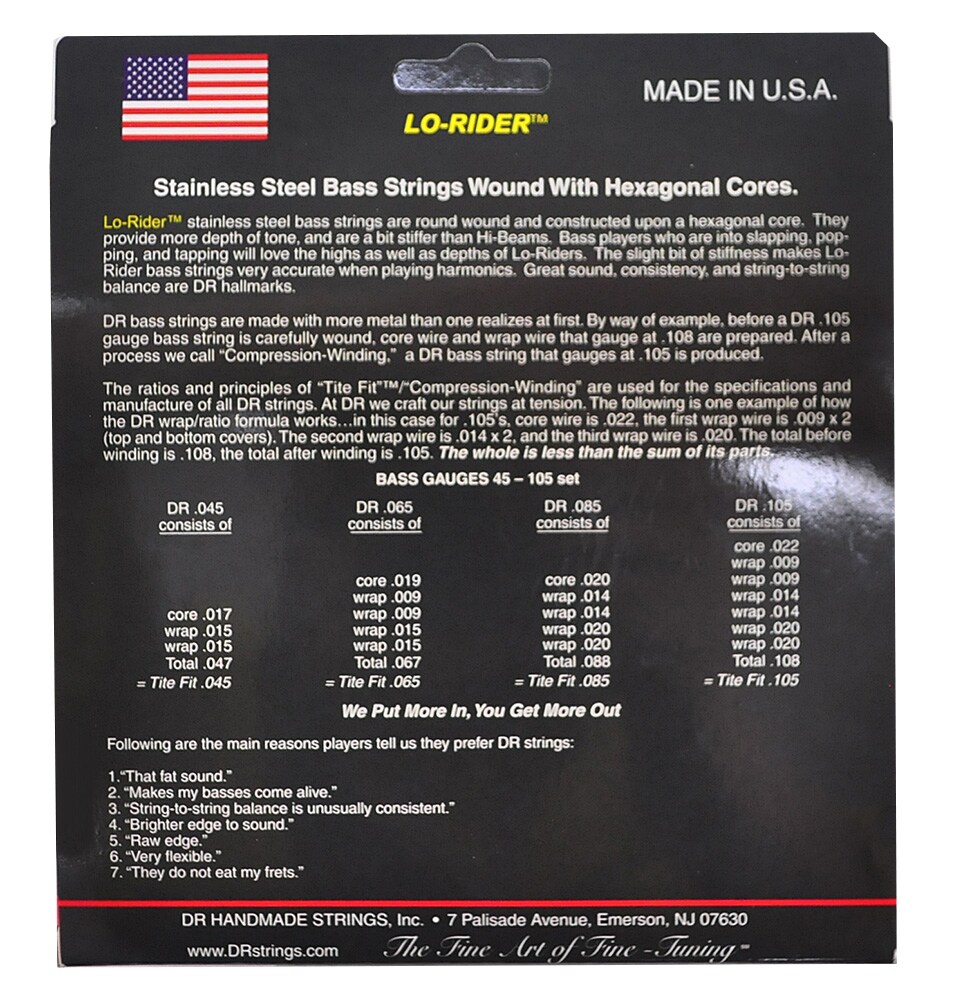 MADE IN U.S.A.
LO-RIDER™
Stainless Steel Bass Strings Wound With Hexagonal Cores.
Lo-Rider™ stainless steel bass strings are round wound and constructed upon a hexagonal core. They
provide more depth of tone, and are a bit stiffer than Hi-Beams. Bass players who are into slapping, pop-
ping, and tapping will love the highs as well as depths of Lo-Riders. The slight bit of stiffness makes Lo-
Rider bass strings very accurate when playing harmonics. Great sound, consistency, and string-to-string
balance are DR hallmarks.
DR bass strings are made with more metal than one realizes at first. By way of example, before a DR .105
gauge bass string is carefully wound, core wire and wrap wire that gauge at .108 are prepared. After a
process we call “Compression-Winding,” a DR bass string that gauges at .105 is produced.
The ratios and principles of “Tite Fit”™/“Compression-Winding” are used for the specifications and
manufacture of all DR strings. At DR we craft our strings at tension. The following is one example of how
the DR wrap/ratio formula works...in this case for .105's, core wire is .022, the first wrap wire is .009 x 2
(top and bottom covers). The second wrap wire is .014 x 2, and the third wrap wire is .020. The total before
winding is .108, the total after winding is .105. The whole is less than the sum of its parts.
BASS GAUGES 45 – 105 set
DR .045
consists of
core .017
wrap .015
wrap .015
Total .047
= Tite Fit .045
DR .065
consists of
core .019
wrap .009
wrap .009
wrap .015
wrap .015
Total .067
= Tite Fit .065
DR .085
consists of
core .020
wrap .014
wrap .014
wrap .020
wrap .020
Total .088
= Tite Fit .085
DR .105
consists of
core .022
wrap .009
wrap .009
wrap .014
wrap .014
wrap .020
wrap .020
Total .108
= Tite Fit .105
We Put More In, You Get More Out
Following are the main reasons players tell us they prefer DR strings:
1.“That fat sound.”
2. “Makes my basses come alive.”
3. “String-to-string balance is unusually consistent.”
4. “Brighter edge to sound.”
5. “Raw edge.”
6. “Very flexible.”
7. “They do not eat my frets.”
DR HANDMADE STRINGS, Inc. • 7 Palisade Avenue, Emerson, NJ 07630
www.DRstrings.com The Fine Art of Fine-Tuning℠